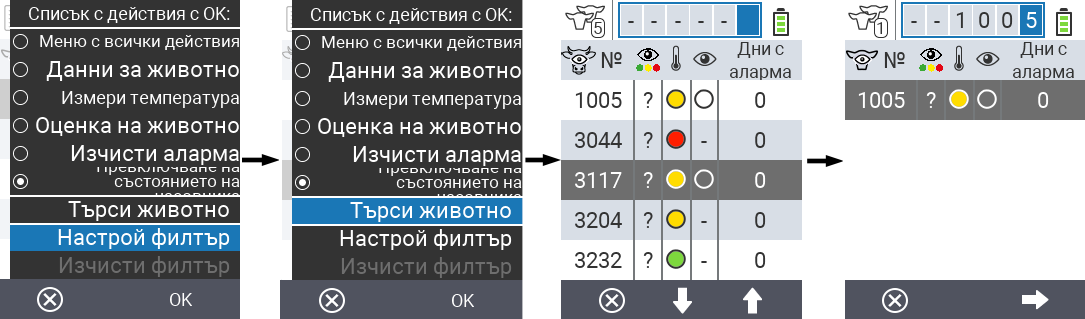 Списък с действия с OK:
Меню с всички действия
Данни за животно
Измери температура
Оценка на животно
Изчисти аларма
Превключване на
състоянието на
Търси животно
Настрой филтър
Изчисти филтър
OK
Списък с действия с OK:
Меню с всички действия
Данни за животно
Измери температура
Оценка на животно
Изчисти аларма
Превключване на
състоянието на
Търси животно
Настрой филтър
Изчисти филтър
OK
5 - - - - -
№ Дни с
аларма
1005 ? 0
3044 ? - 0
3117 ? 0
3204 ? - 0
3232 ? - 0
1 - - 1 0 0 5
№ Дни с
аларма
1005 ? 0